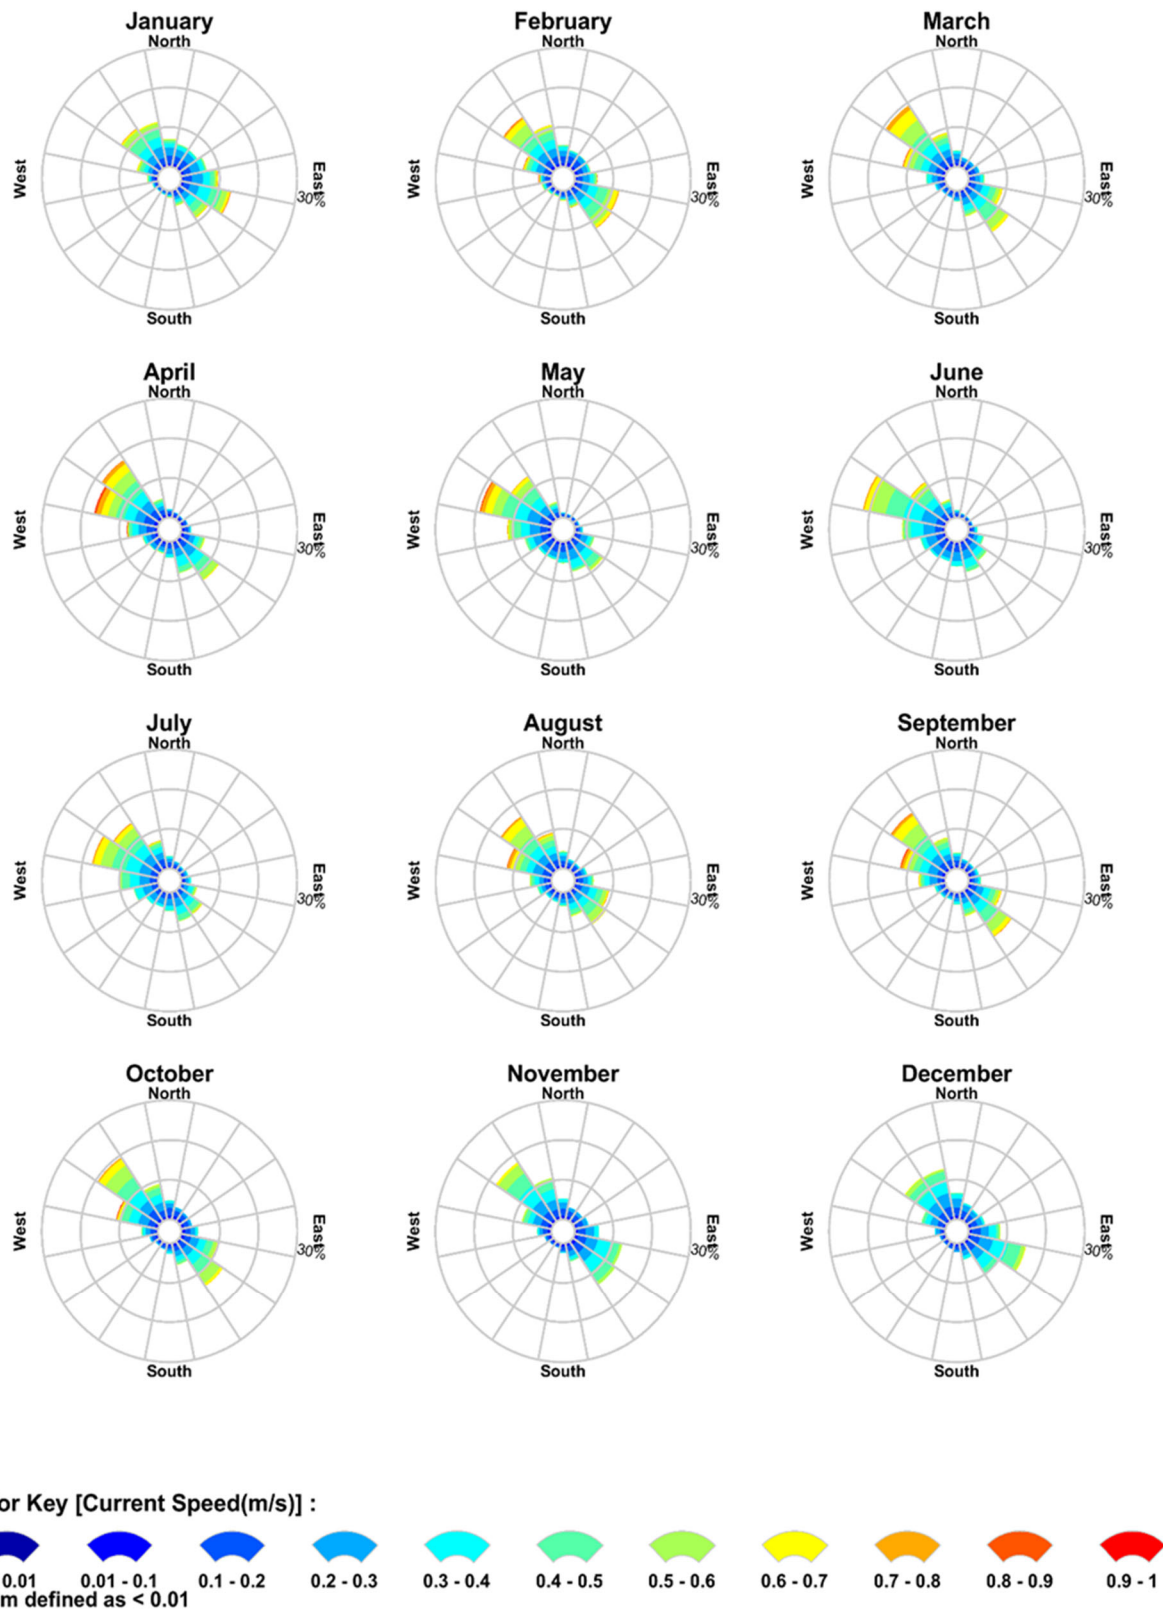 January February March
North North North
West East 30% West East 30% West East 30%
South South South
April May June
North North North
West East 30% West East 30% West East 30%
South South South
July August September
North North North
West East 30% West East 30% West East 30%
South South South
October November December
North North North
West East 30% West East 30% West East 30%
South South South
or Key [Current Speed(m/s)] :
0.01 0.01 - 0.1 0.1 - 0.2 0.2 - 0.3 0.3 - 0.4 0.4 - 0.5 0.5 - 0.6 0.6 - 0.7 0.7 - 0.8 0.8 - 0.9 0.9 - 1
m defined as < 0.01